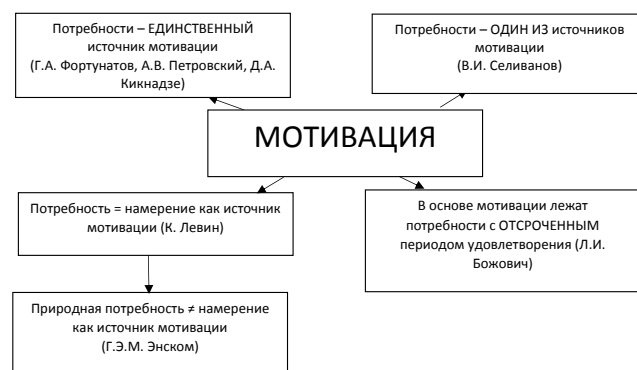 Потребности – ЕДИНСТВЕННЫЙ
источник мотивации
(Г.А. Фортунатов, А.В. Петровский, Д.А.
Кикнадзе)
Потребности – ОДИН ИЗ источников
мотивации
(В.И. Селиванов)
МОТИВАЦИЯ
Потребность = намерение как источник
мотивации (К. Левин)
В основе мотивации лежат
потребности с ОТСРОЧЕННЫМ
периодом удовлетворения (Л.И.
Божович)
Природная потребность ≠ намерение
как источник мотивации
(Г.Э.М. Энском)